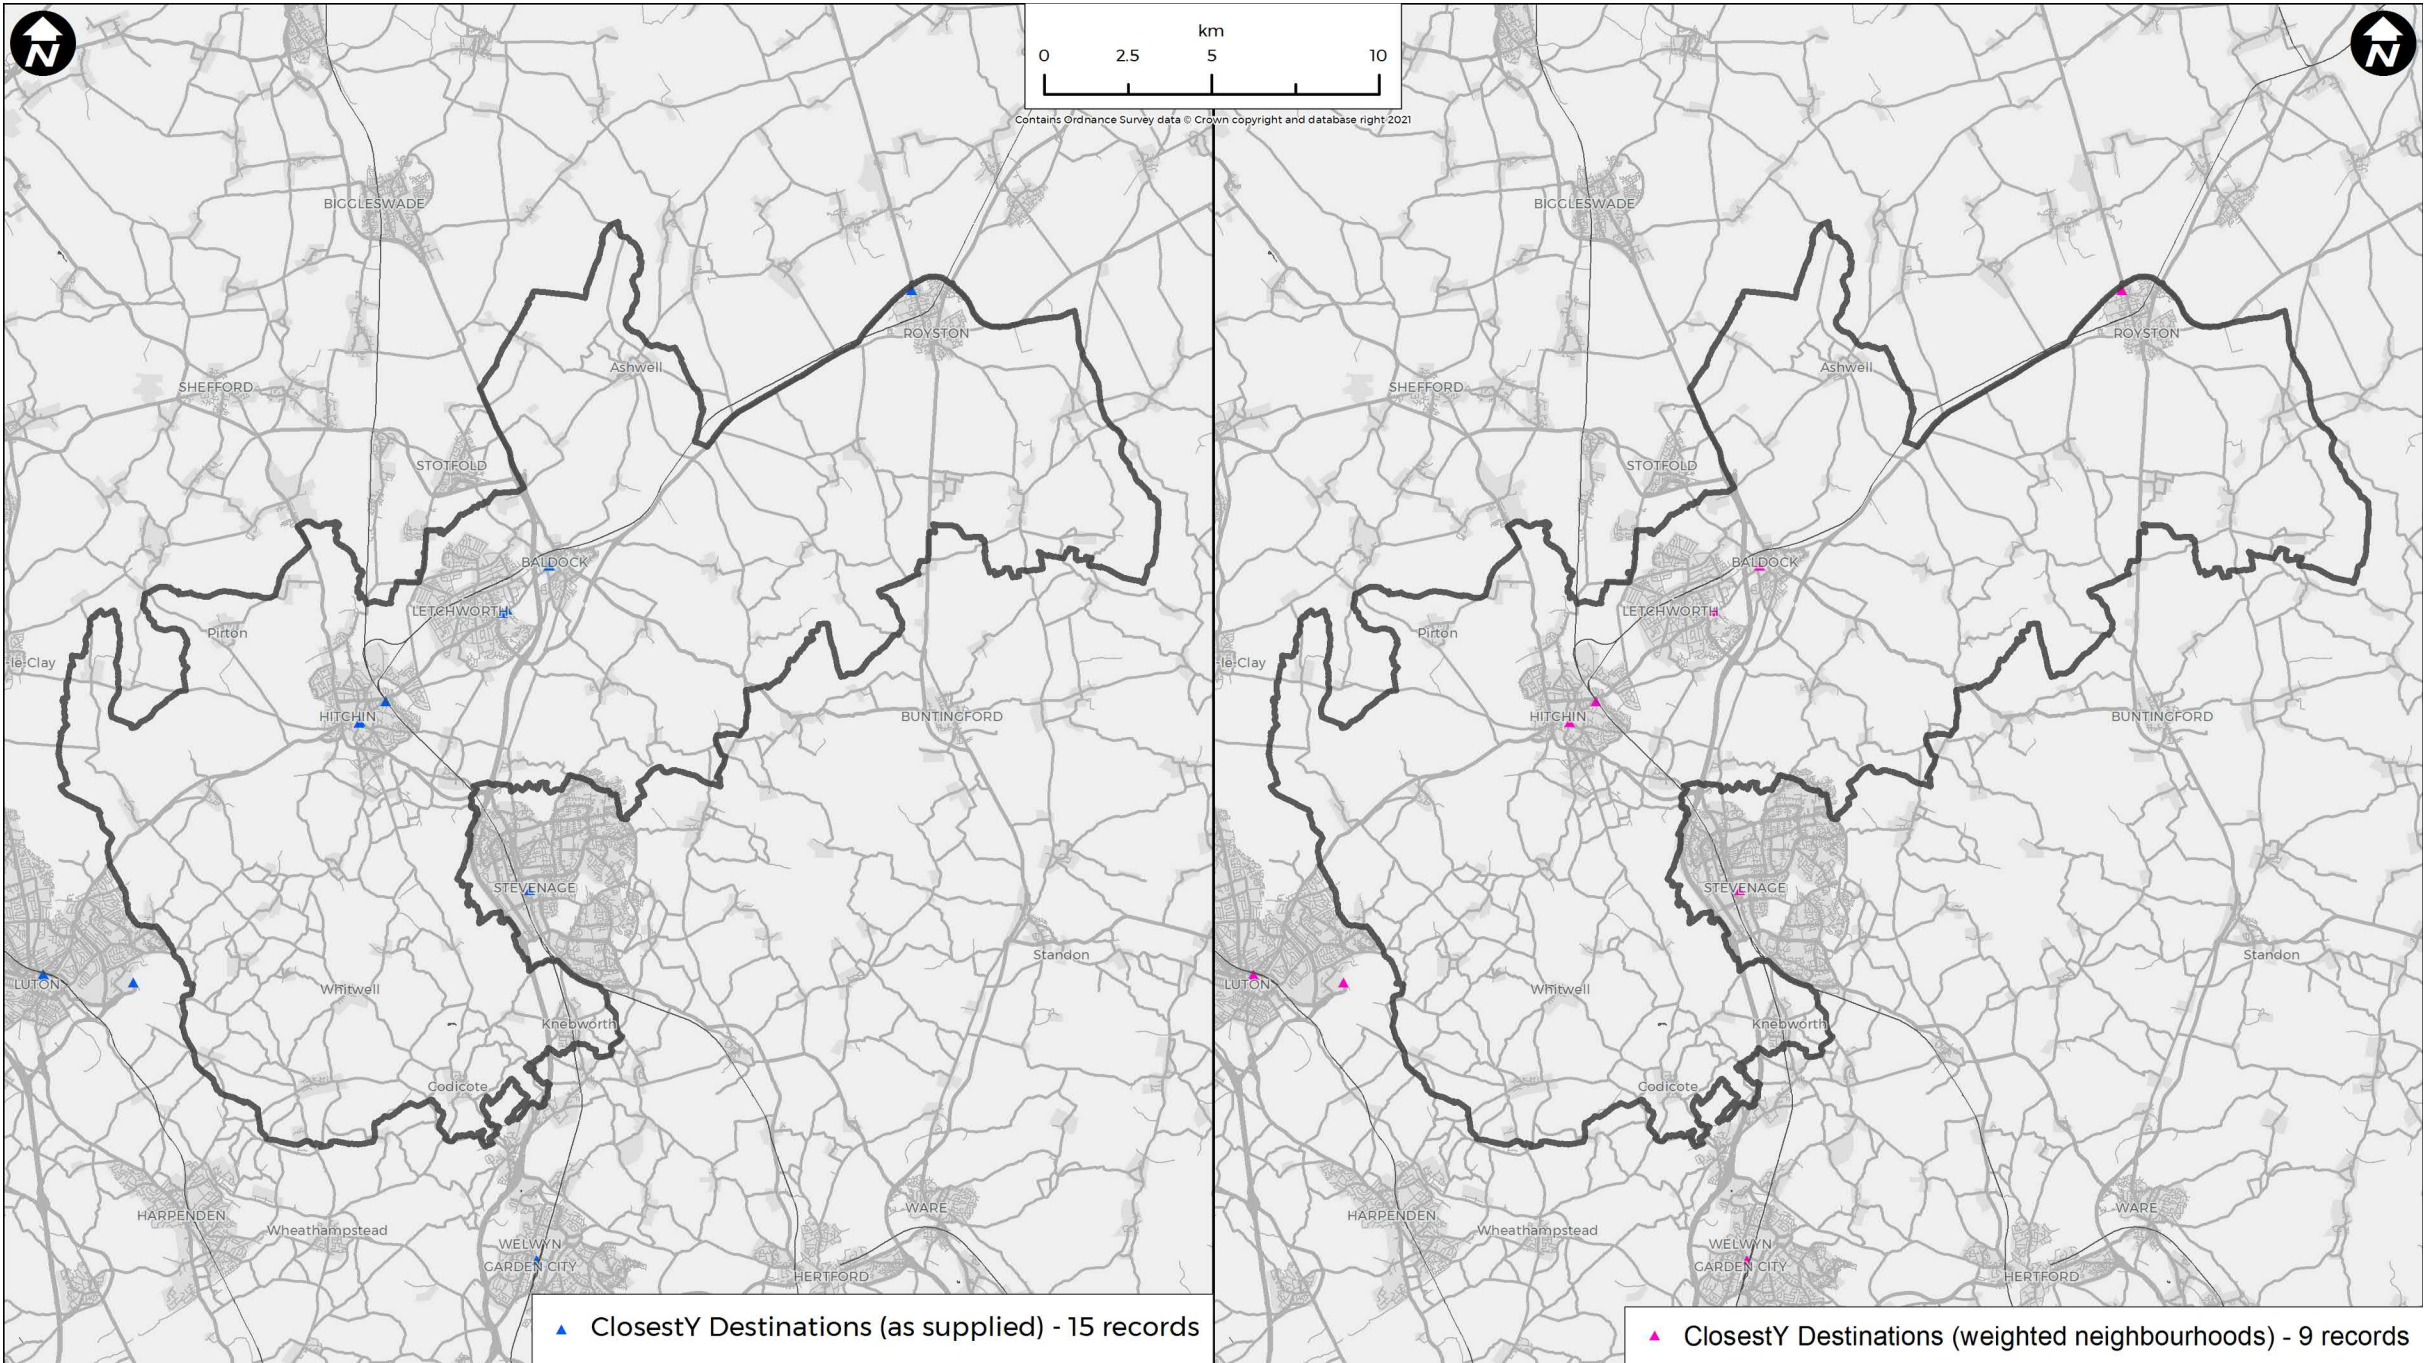 N
km
0 2.5 5 10
Contains Ordnance Survey data © Crown copyright and database right 2021
BIGGLESWADE
ROYSTON
Ashwell
SHEFFORD
STOTFOLD
BALDOCK
LETCHWORTH
Pirton
-le-Clay
HITCHIN
BUNTINGFORD
STEVENAGE
Standon
LUTON
Whitwell
Knebworth
Codicote
WARE
HARPENDEN
Wheathampstead
WELWYN
GARDEN CITY
HERTFORD
ClosestY Destinations (as supplied) - 15 records
N
BIGGLESWADE
ROYSTON
Ashwell
SHEFFORD
STOTFOLD
BALDOCK
LETCHWORTH
Pirton
-le-Clay
HITCHIN
BUNTINGFORD
STEVENAGE
Standon
LUTON
Whitwell
Knebworth
Codicote
WARE
HARPENDEN
Wheathampstead
WELWYN
GARDEN CITY
HERTFORD
ClosestY Destinations (weighted neighbourhoods) - 9 records